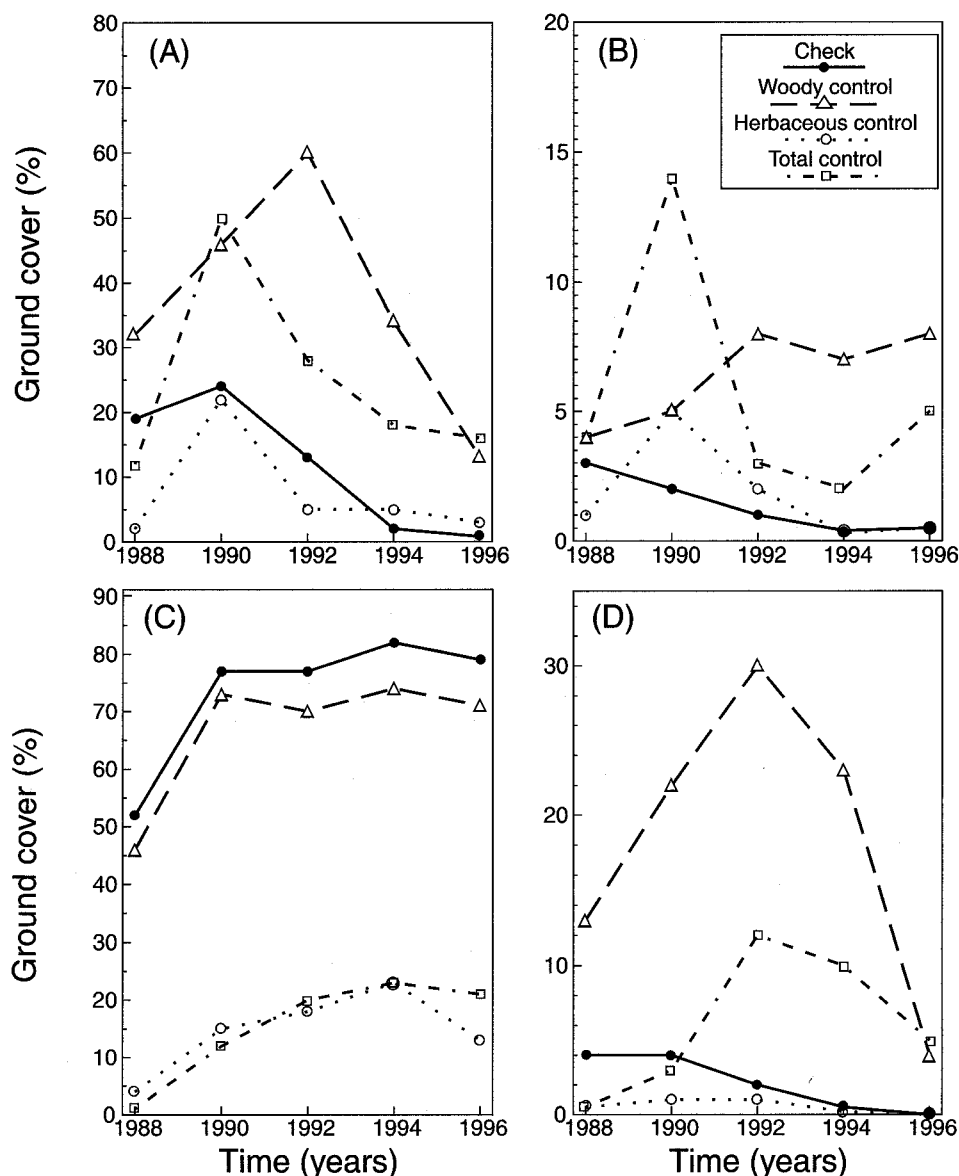 (A)
Ground cover (%)
80
70
60
50
40
30
20
10
0
1988 1990 1992 1994 1996
(B)
20
15
10
5
0
1988 1990 1992 1994 1996
Check
Woody control
Herbaceous control
Total control
(C)
Ground cover (%)
90
80
70
60
50
40
30
20
10
0
1988 1990 1992 1994 1996
Time (years)
(D)
30
20
10
0
1988 1990 1992 1994 1996
Time (years)